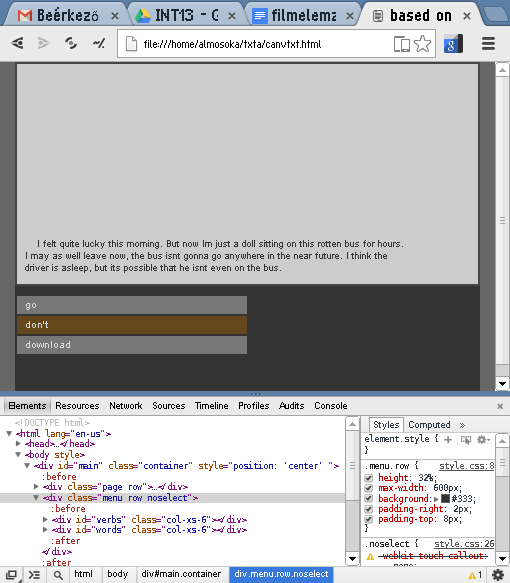 Beérkező
INT13 - G
filmelemz
based on
file:///home/almosoka/txta/canvtxt.html
I felt quite lucky this morning. But now Im just a doll sitting on this rotten bus for hours.
I may as well leave now, the bus isnt gonna go anywhere in the near future. I think the
driver is asleep, but its possible that he isnt even on the bus.
go
don't
download
Elements Resources Network Sources Timeline Profiles Audits Console
<!DOCTYPE html>
<html lang="en-us">
<head>…</head>
<body style>
<div id="main" class="container" style="position: 'center' ">
:before
<div class="page row">…</div>
<div class="menu row noselect">
:before
<div id="verbs" class="col-xs-6">
<div id="words" class="col-xs-6">
:after
</div>
:after
Styles Computed
element.style {
}
.menu.row { style.css:8
height: 32%;
max-width: 600px;
background: #333;
padding-right: 2px;
padding-top: 8px;
}
.noselect { style.css:26
-webkit-touch-callout:
html body div#main.container div.menu.row.noselect
1